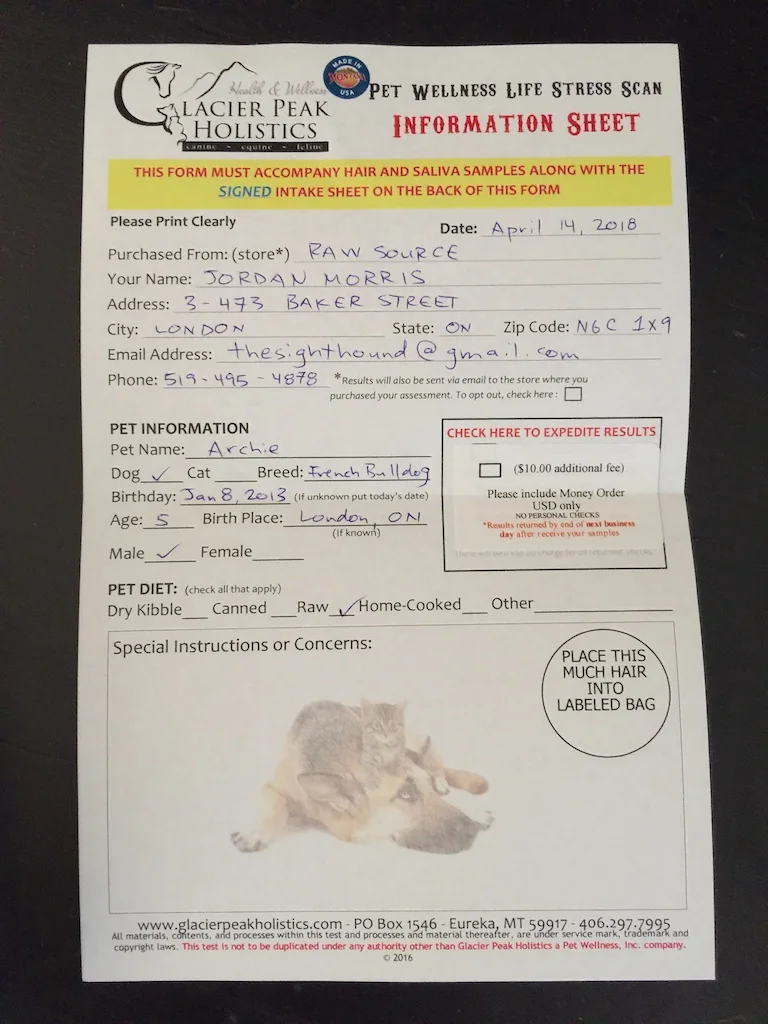 Health & Wellness
GLACIER PEAK
HOLISTICS
canine ~ equine ~ feline
MADE IN
MONTANA
USA
PET WELLNESS LIFE STRESS SCAN
INFORMATION SHEET
THIS FORM MUST ACCOMPANY HAIR AND SALIVA SAMPLES ALONG WITH THE
SIGNED INTAKE SHEET ON THE BACK OF THIS FORM
Please Print Clearly
Date: April 14, 2018
Purchased From: (store*) RAW SOURCE
Your Name: JORDAN MORRIS
Address: 3-473 BAKER STREET
City: LONDON State: ON Zip Code: N6C 1X9
Email Address: thesighthound@gmail.com
Phone: 519-495-4878 *Results will also be sent via email to the store where you
purchased your assessment. To opt out, check here:
PET INFORMATION
Pet Name: Archie
Dog ✓ Cat Breed: French Bulldog
Birthday: Jan 8, 2013 (If unknown put today's date)
Age: 5 Birth Place: London, ON
(If known)
Male ✓ Female
CHECK HERE TO EXPEDITE RESULTS
($10.00 additional fee)
Please include Money Order
USD only
NO PERSONAL CHECKS
*Results returned by end of next business
day after receive your samples
PET DIET: (check all that apply)
Dry Kibble Canned Raw ✓ Home-Cooked Other
Special Instructions or Concerns:
PLACE THIS
MUCH HAIR
INTO
LABELED BAG
www.glacierpeakholistics.com - PO Box 1546 - Eureka, MT 59917 - 406.297.7995
All materials, contents, and processes within this test and processes and material thereafter, are under service mark, trademark and
copyright laws. This test is not to be duplicated under any authority other than Glacier Peak Holistics a Pet Wellness, Inc. company.
© 2016